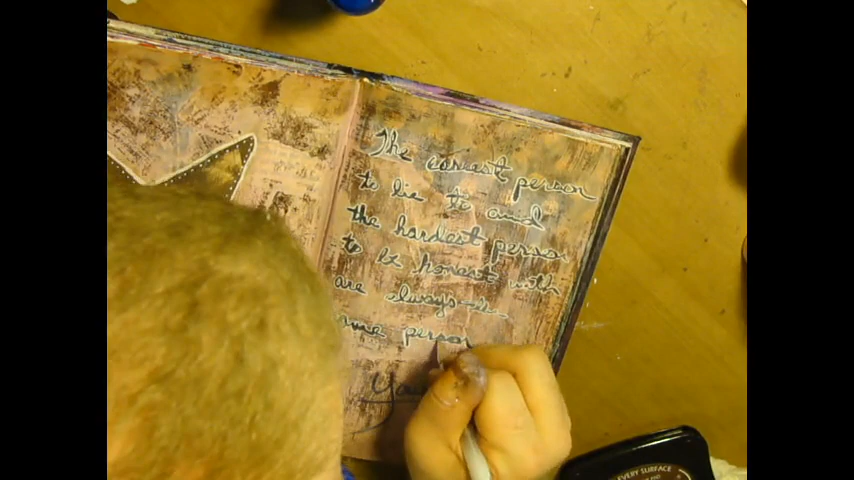 The easiest person
to lie to and
the hardest person
to be honest with
are always the
same person
You
EVERY SURFACE